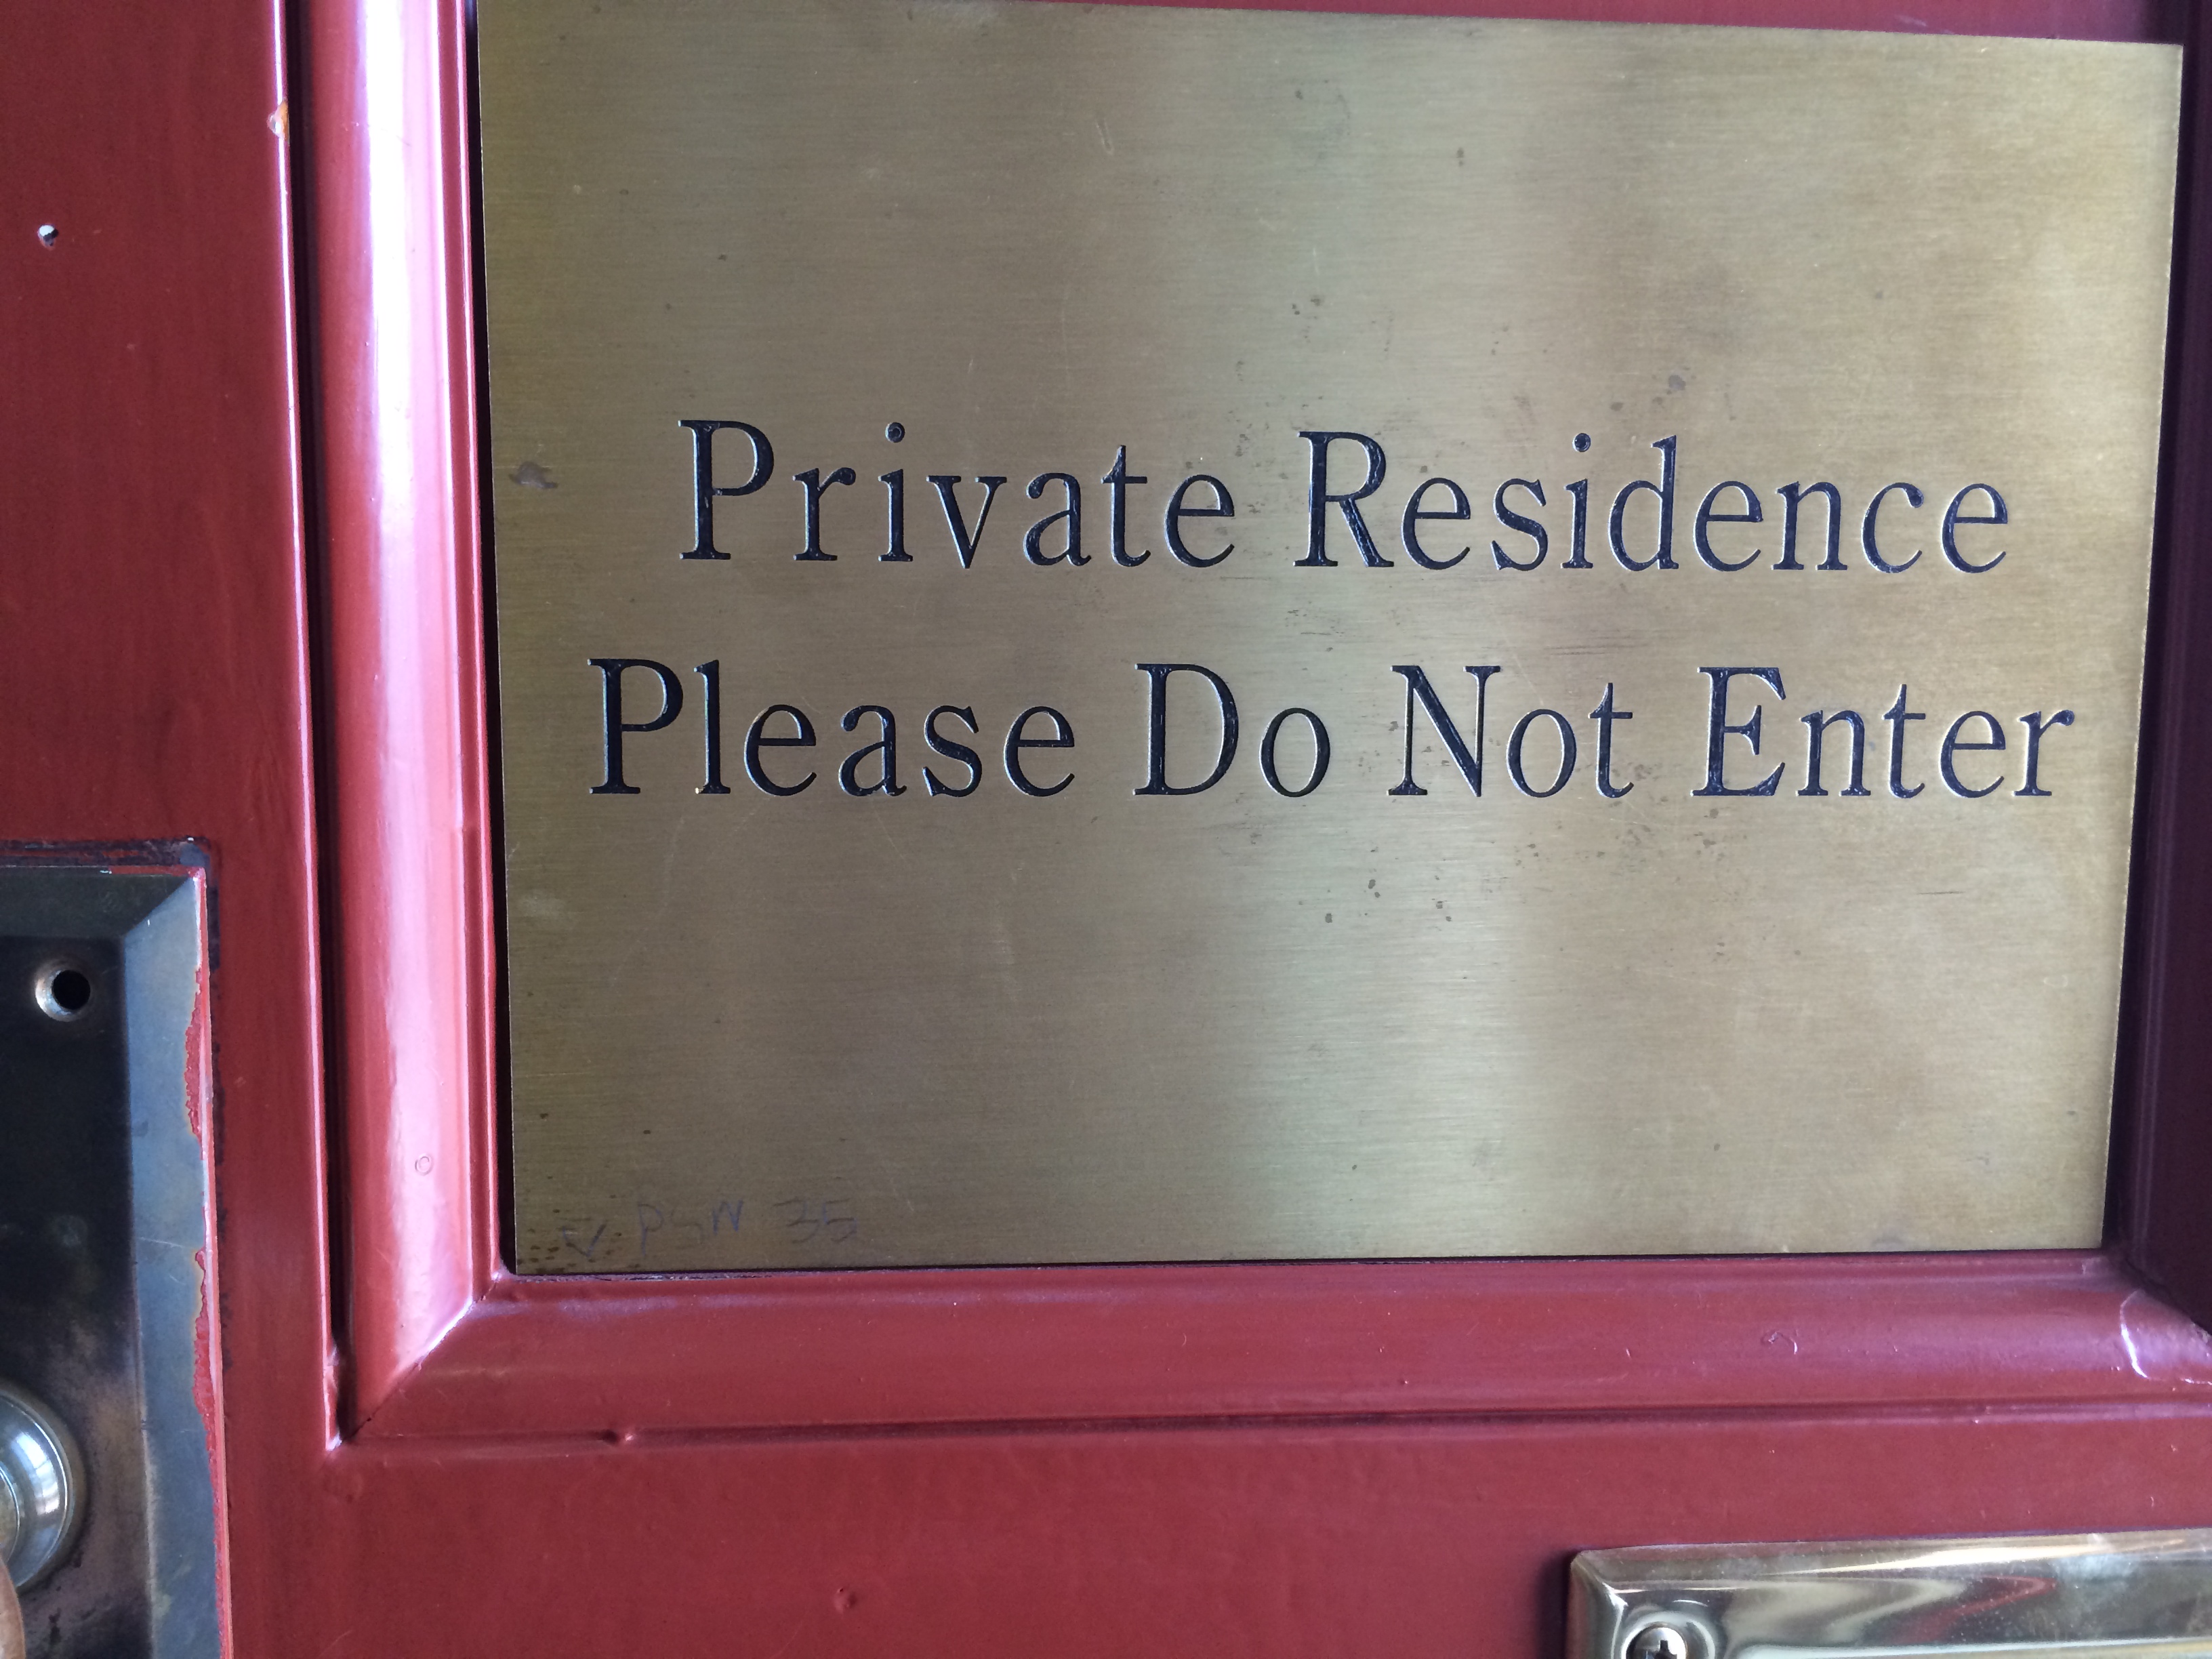 Private Residence
Please Do Not Enter